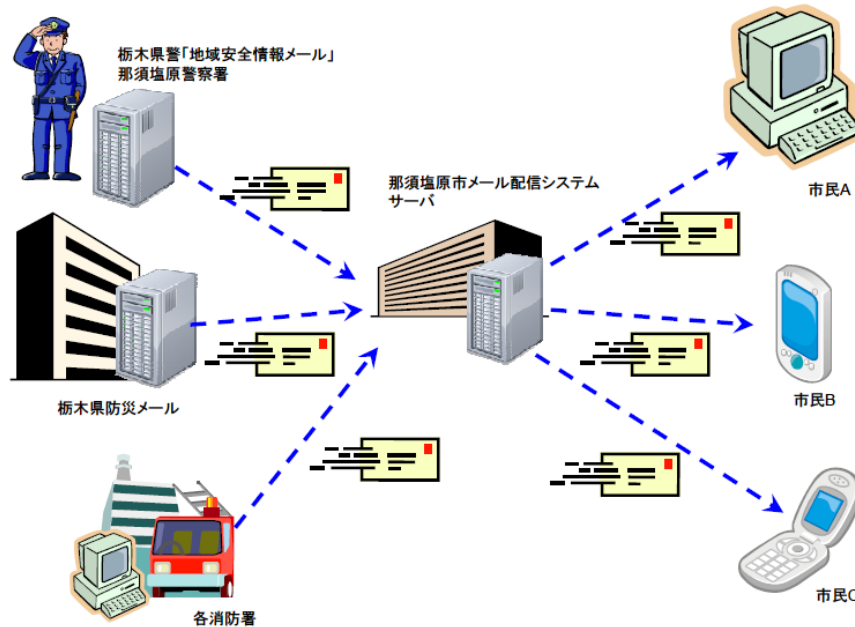 栃木県警「地域安全情報メール」
那須塩原警察署
那須塩原市メール配信システム
サーバ
市民A
栃木県防災メール
市民B
各消防署
市民C